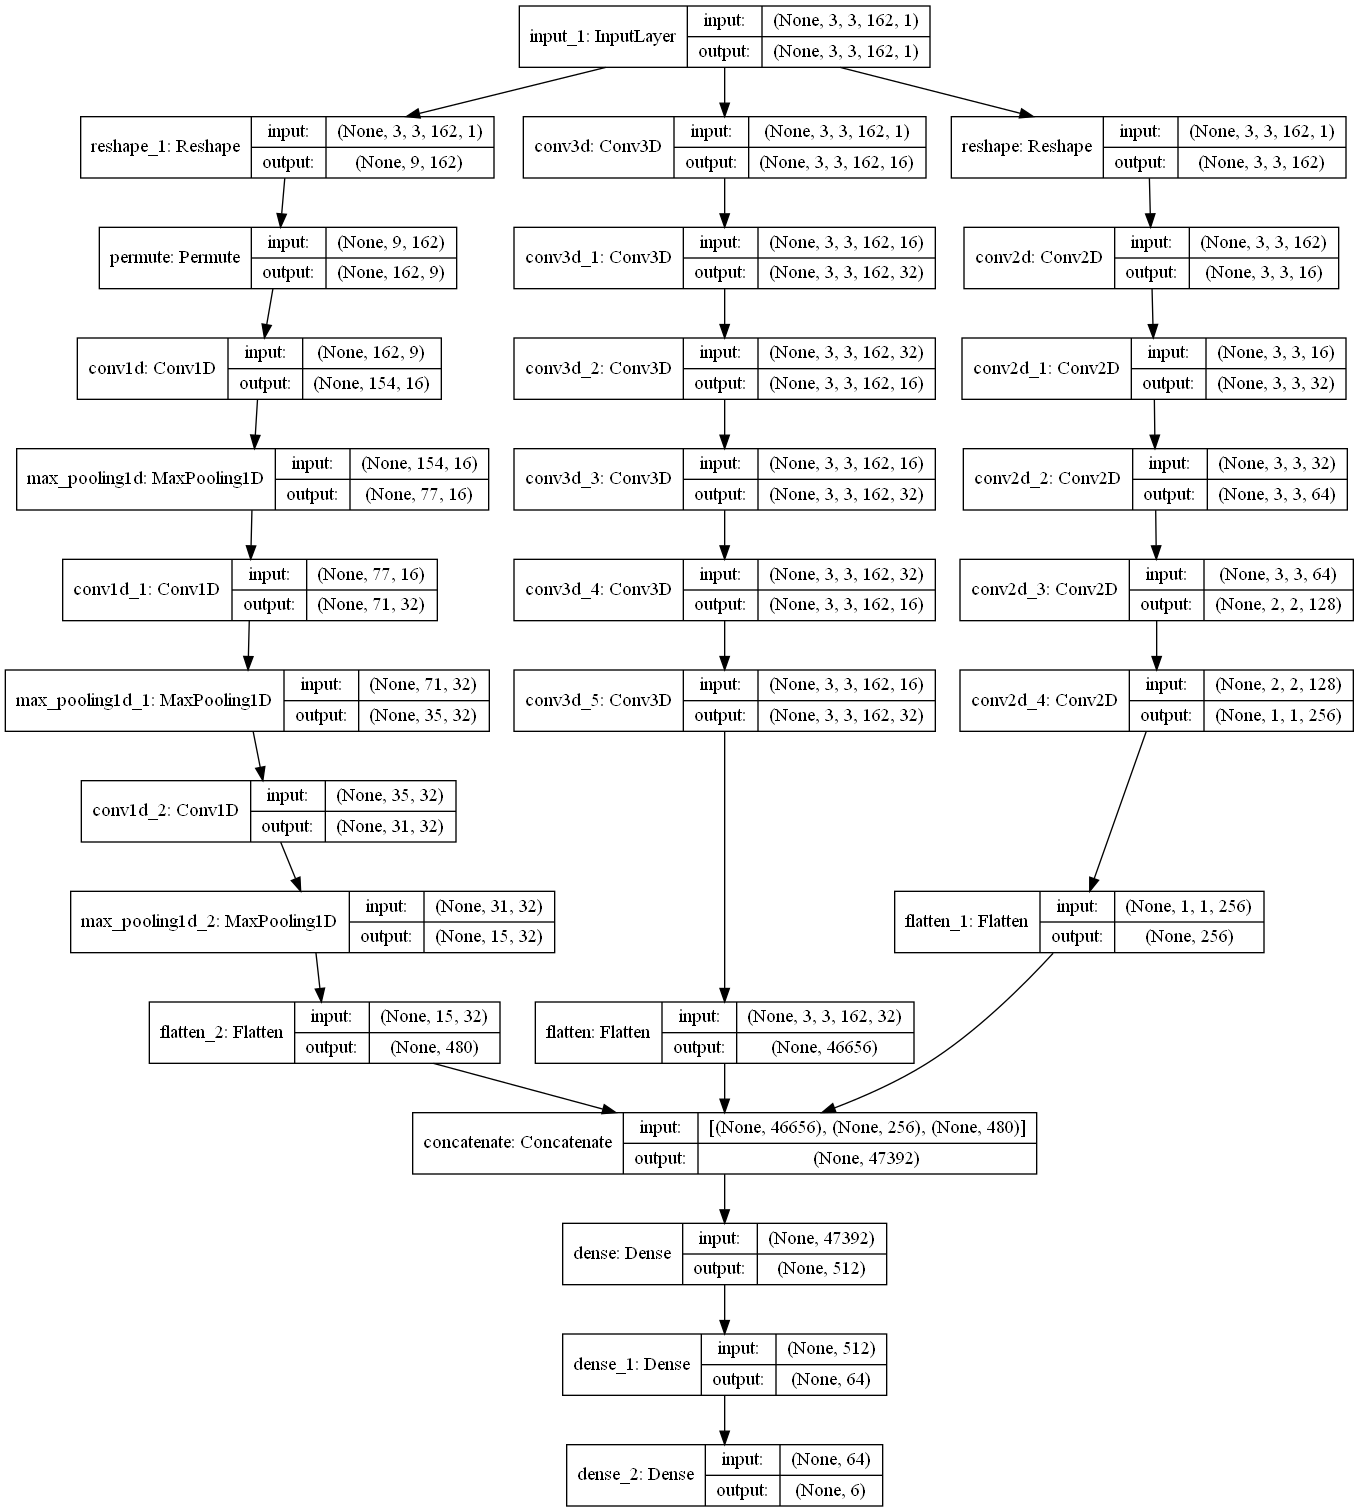 input_1: InputLayer
input: (None, 3, 3, 162, 1)
output: (None, 3, 3, 162, 1)
reshape_1: Reshape
input: (None, 3, 3, 162, 1)
output: (None, 9, 162)
conv3d: Conv3D
input: (None, 3, 3, 162, 1)
output: (None, 3, 3, 162, 16)
reshape: Reshape
input: (None, 3, 3, 162, 1)
output: (None, 3, 3, 162)
permute: Permute
input: (None, 9, 162)
output: (None, 162, 9)
conv3d_1: Conv3D
input: (None, 3, 3, 162, 16)
output: (None, 3, 3, 162, 32)
conv2d: Conv2D
input: (None, 3, 3, 162)
output: (None, 3, 3, 16)
conv1d: Conv1D
input: (None, 162, 9)
output: (None, 154, 16)
conv3d_2: Conv3D
input: (None, 3, 3, 162, 32)
output: (None, 3, 3, 162, 16)
conv2d_1: Conv2D
input: (None, 3, 3, 16)
output: (None, 3, 3, 32)
max_pooling1d: MaxPooling1D
input: (None, 154, 16)
output: (None, 77, 16)
conv3d_3: Conv3D
input: (None, 3, 3, 162, 16)
output: (None, 3, 3, 162, 32)
conv2d_2: Conv2D
input: (None, 3, 3, 32)
output: (None, 3, 3, 64)
conv1d_1: Conv1D
input: (None, 77, 16)
output: (None, 71, 32)
conv3d_4: Conv3D
input: (None, 3, 3, 162, 32)
output: (None, 3, 3, 162, 16)
conv2d_3: Conv2D
input: (None, 3, 3, 64)
output: (None, 2, 2, 128)
max_pooling1d_1: MaxPooling1D
input: (None, 71, 32)
output: (None, 35, 32)
conv3d_5: Conv3D
input: (None, 3, 3, 162, 16)
output: (None, 3, 3, 162, 32)
conv2d_4: Conv2D
input: (None, 2, 2, 128)
output: (None, 1, 1, 256)
conv1d_2: Conv1D
input: (None, 35, 32)
output: (None, 31, 32)
max_pooling1d_2: MaxPooling1D
input: (None, 31, 32)
output: (None, 15, 32)
flatten_1: Flatten
input: (None, 1, 1, 256)
output: (None, 256)
flatten_2: Flatten
input: (None, 15, 32)
output: (None, 480)
flatten: Flatten
input: (None, 3, 3, 162, 32)
output: (None, 46656)
concatenate: Concatenate
input: [(None, 46656), (None, 256), (None, 480)]
output: (None, 47392)
dense: Dense
input: (None, 47392)
output: (None, 512)
dense_1: Dense
input: (None, 512)
output: (None, 64)
dense_2: Dense
input: (None, 64)
output: (None, 6)